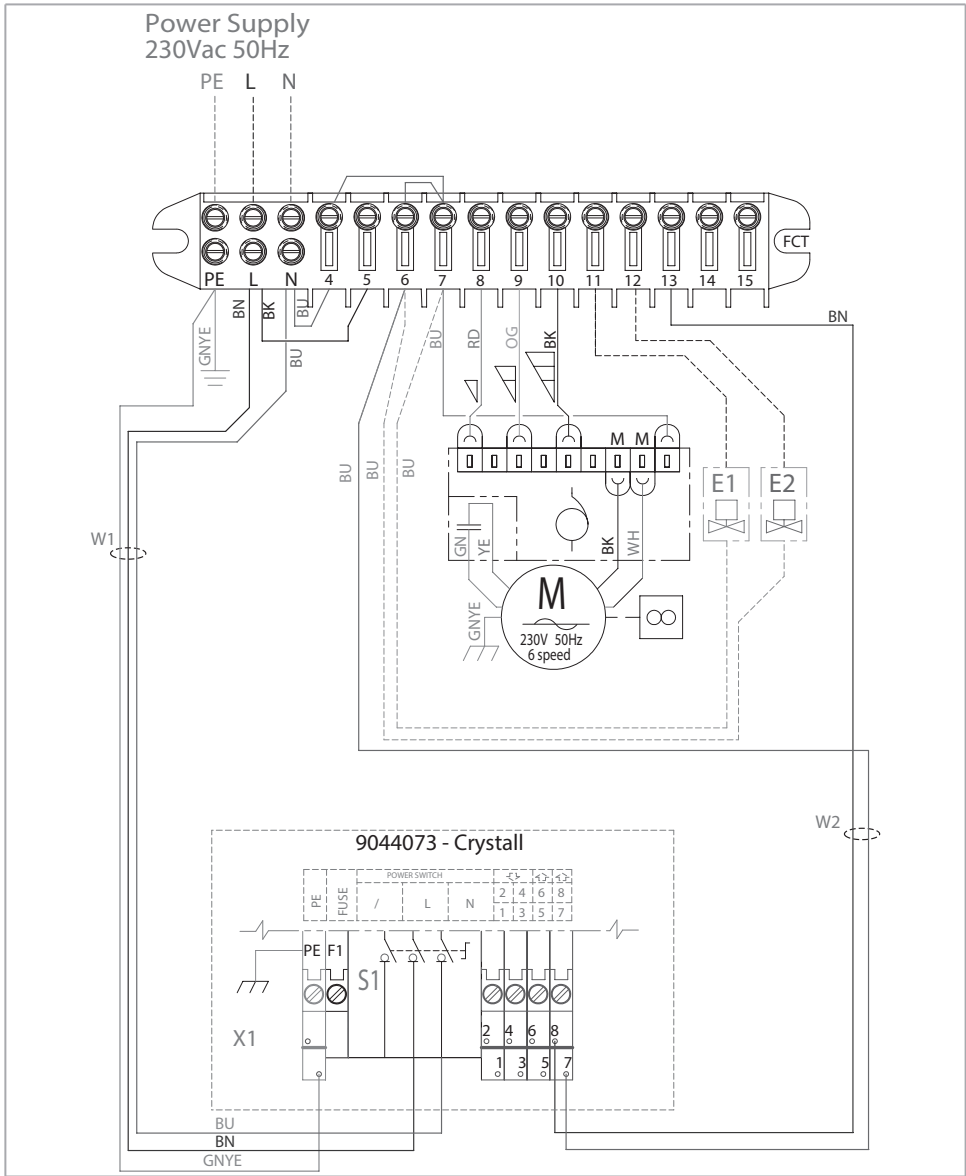 Power Supply
230Vac 50Hz
PE L N
FCT
PE L N 4 5 6 7 8 9 10 11 12 13 14 15
BN
GNYE BN BK BU BU BU RD OG BK
M M
E1 E2
BU BU BU
W1
GN YE BK WH
M
GNYE
230V 50Hz
6 speed
W2
9044073 - Crystall
PE FUSE POWER SWITCH
/ L N
2 4 6 8
1 3 5 7
PE F1
S1
X1
2 4 6 8
1 3 5 7
BU
BN
GNYE